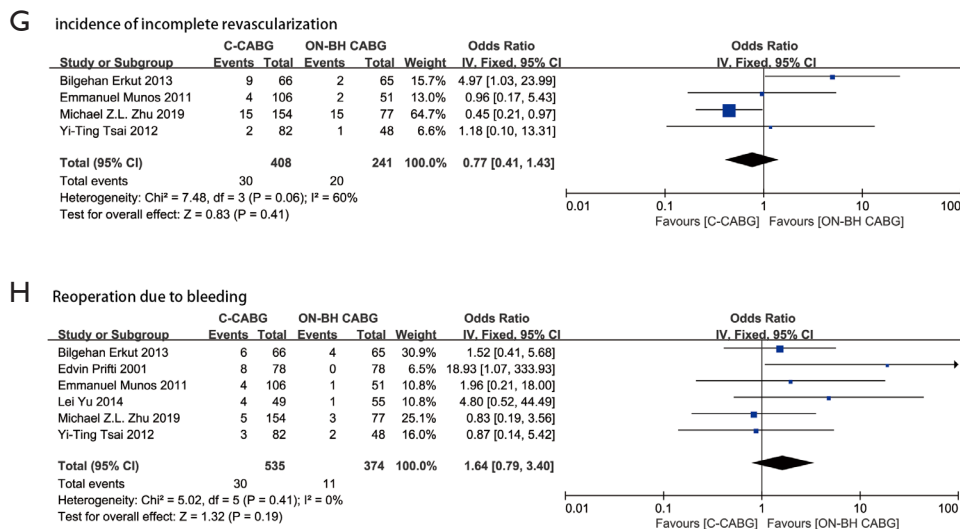 G incidence of incomplete revascularization
C-CABG ON-BH CABG Odds Ratio Odds Ratio
Study or Subgroup Events Total Events Total Weight IV, Fixed, 95% CI IV, Fixed, 95% CI
Bilgehan Erkut 2013 9 66 2 65 15.7% 4.97 [1.03, 23.99]
Emmanuel Munos 2011 4 106 2 51 13.0% 0.96 [0.17, 5.43]
Michael Z.L. Zhu 2019 15 154 15 77 64.7% 0.45 [0.21, 0.97]
Yi-Ting Tsai 2012 2 82 1 48 6.6% 1.18 [0.10, 13.31]
Total (95% CI) 408 241 100.0% 0.77 [0.41, 1.43]
Total events 30 20
Heterogeneity: Chi² = 7.48, df = 3 (P = 0.06); I² = 60%
Test for overall effect: Z = 0.83 (P = 0.41)
0.01 0.1 1 10 100
Favours [C-CABG] Favours [ON-BH CABG]
H Reoperation due to bleeding
C-CABG ON-BH CABG Odds Ratio Odds Ratio
Study or Subgroup Events Total Events Total Weight IV, Fixed, 95% CI IV, Fixed, 95% CI
Bilgehan Erkut 2013 6 66 4 65 30.9% 1.52 [0.41, 5.68]
Edvin Prifti 2001 8 78 0 78 6.5% 18.93 [1.07, 333.93]
Emmanuel Munos 2011 4 106 1 51 10.8% 1.96 [0.21, 18.00]
Lei Yu 2014 4 49 1 55 10.8% 4.80 [0.52, 44.49]
Michael Z.L. Zhu 2019 5 154 3 77 25.1% 0.83 [0.19, 3.56]
Yi-Ting Tsai 2012 3 82 2 48 16.0% 0.87 [0.14, 5.42]
Total (95% CI) 535 374 100.0% 1.64 [0.79, 3.40]
Total events 30 11
Heterogeneity: Chi² = 5.02, df = 5 (P = 0.41); I² = 0%
Test for overall effect: Z = 1.32 (P = 0.19)
0.01 0.1 1 10 100
Favours [C-CABG] Favours [ON-BH CABG]